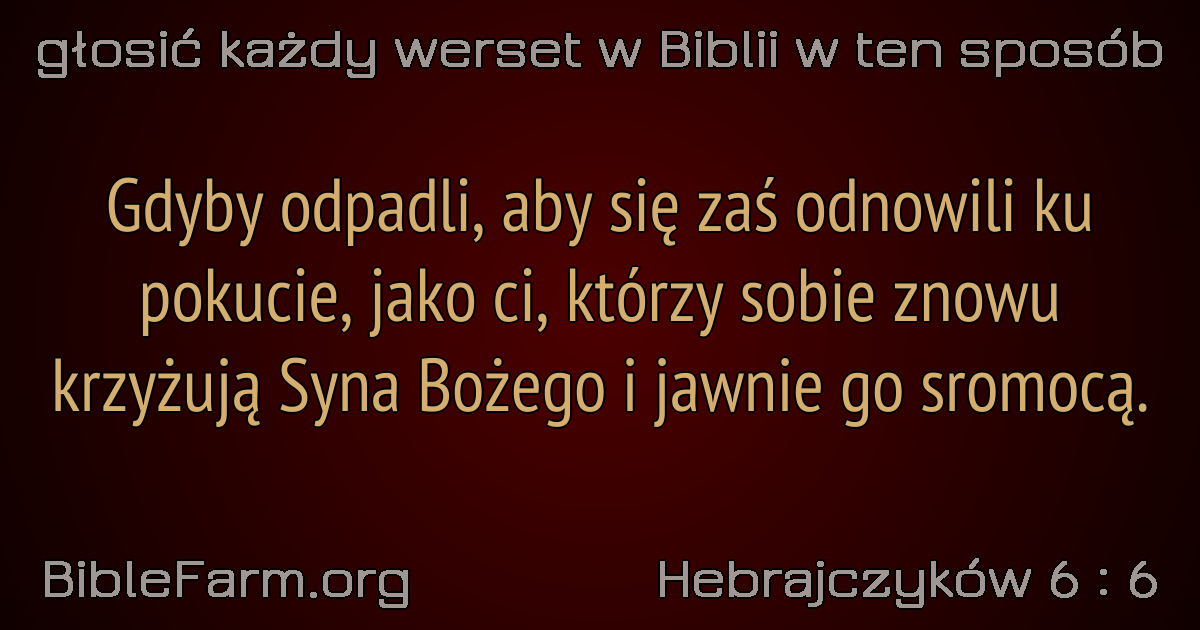 głosić każdy werset w Biblii w ten sposób
Gdyby odpadli, aby się zaś odnowili ku
pokucie, jako ci, którzy sobie znowu
krzyżują Syna Bożego i jawnie go sromocą.
BibleFarm.org
Hebrajczyków 6 : 6